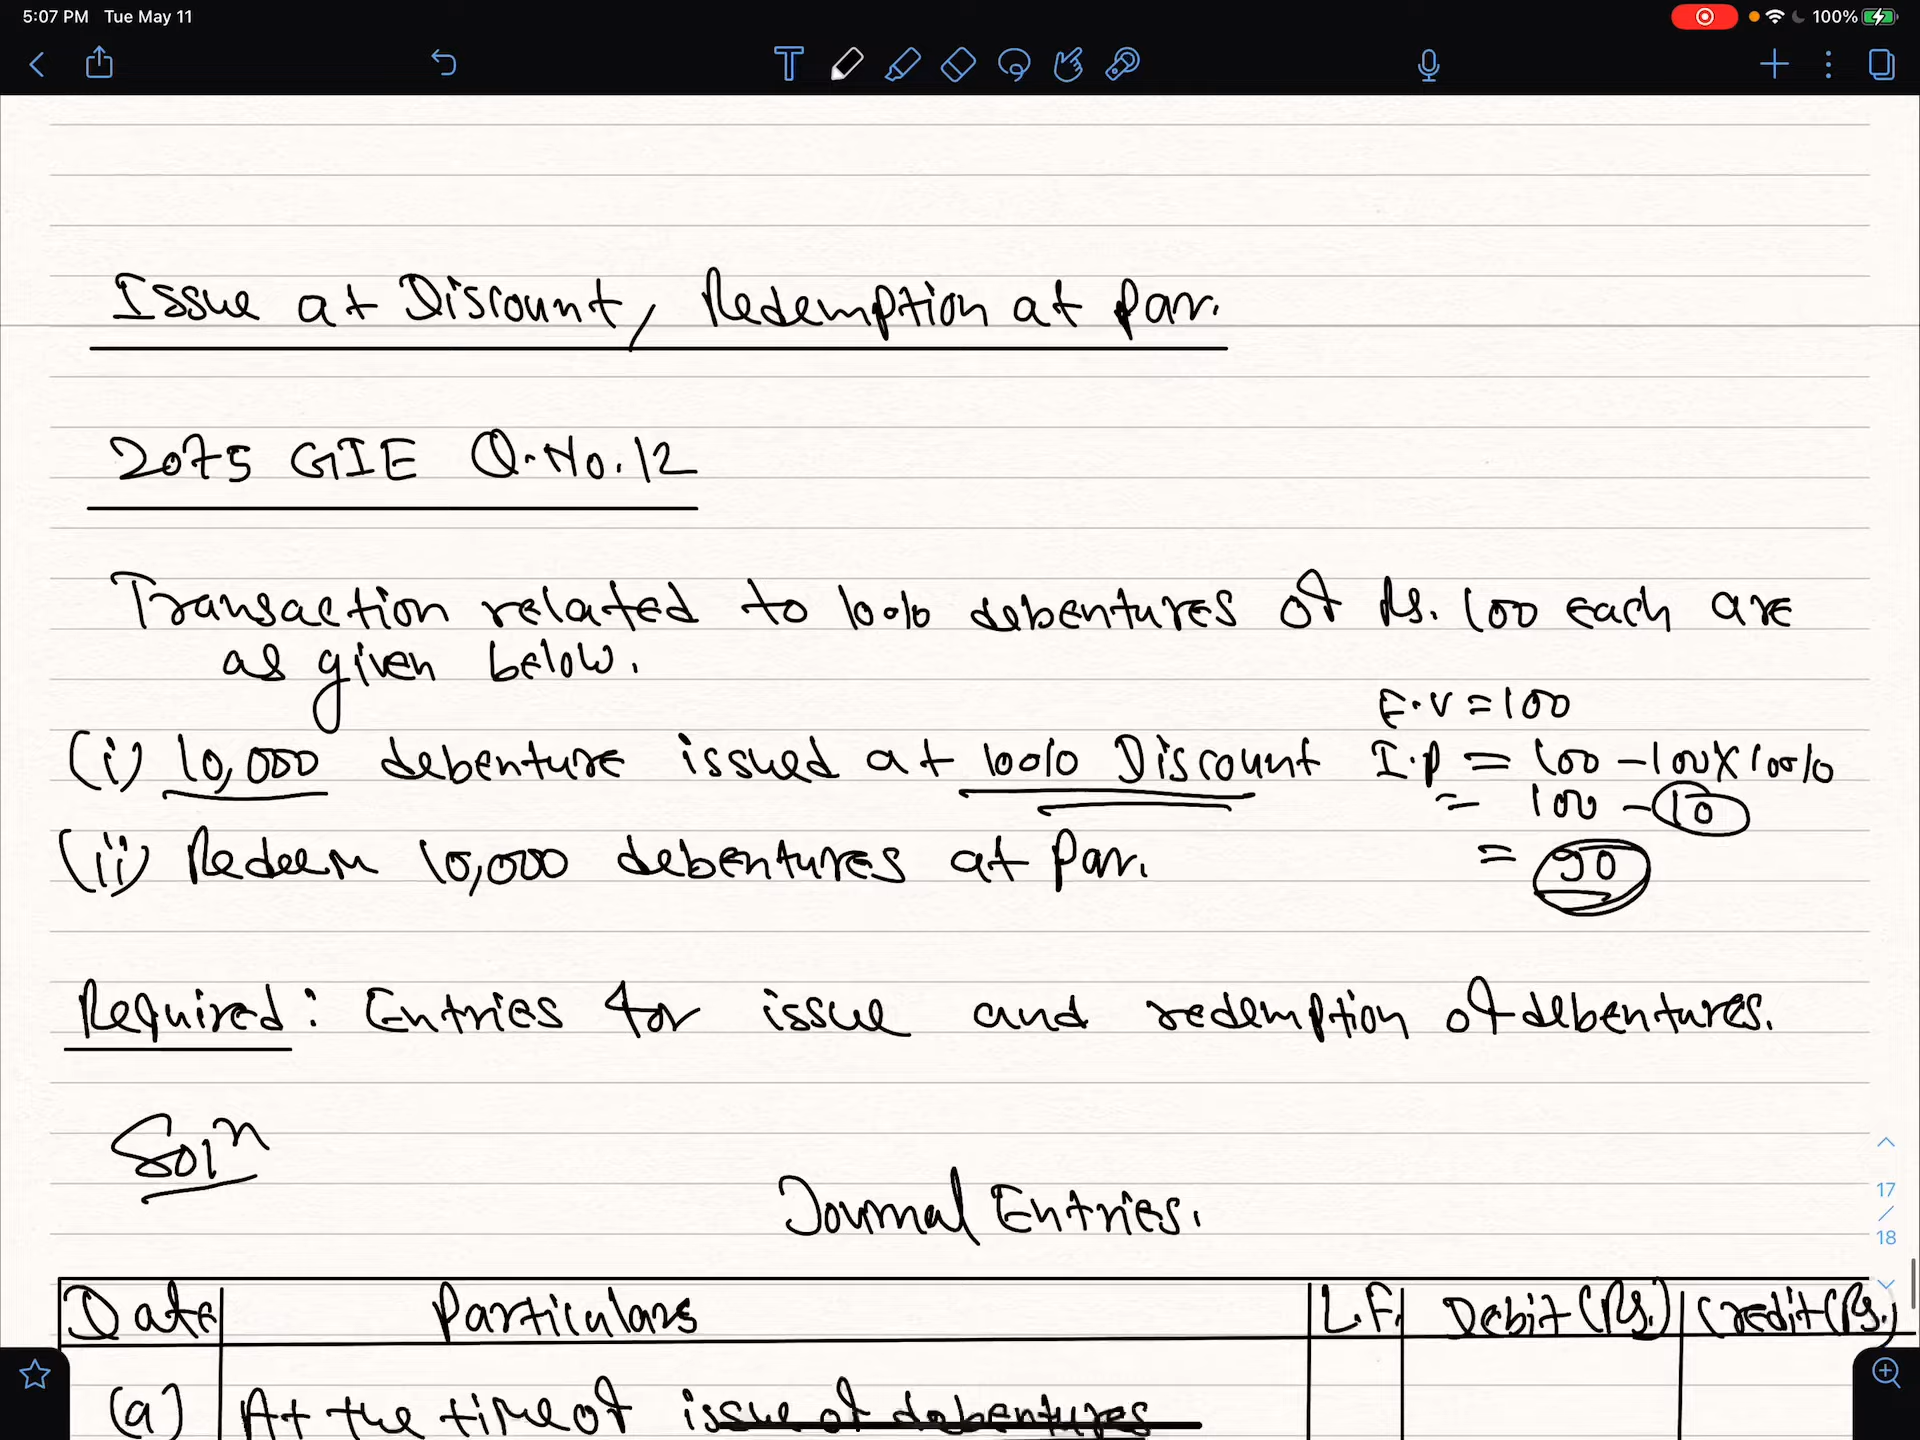 5:07 PM Tue May 11
100%
Issue at Discount, Redemption at Par.
2075 GIE Q.No.12
Transaction related to 10% debentures of Rs. 100 each are
as given below.
F.V = 100
(i) 10,000 debenture issued at 10% Discount I.P = 100 - 100 X 10%
= 100 - 10
(ii) Redeem 10,000 debentures at Par.
= 90
Required: Entries for issue and redemption of debentures.
Soln
17
/
18
Journal Entries.
Date Particulars L.F. Debit (Rs.) Credit (Rs.)
(a) At the time of issue of debentures